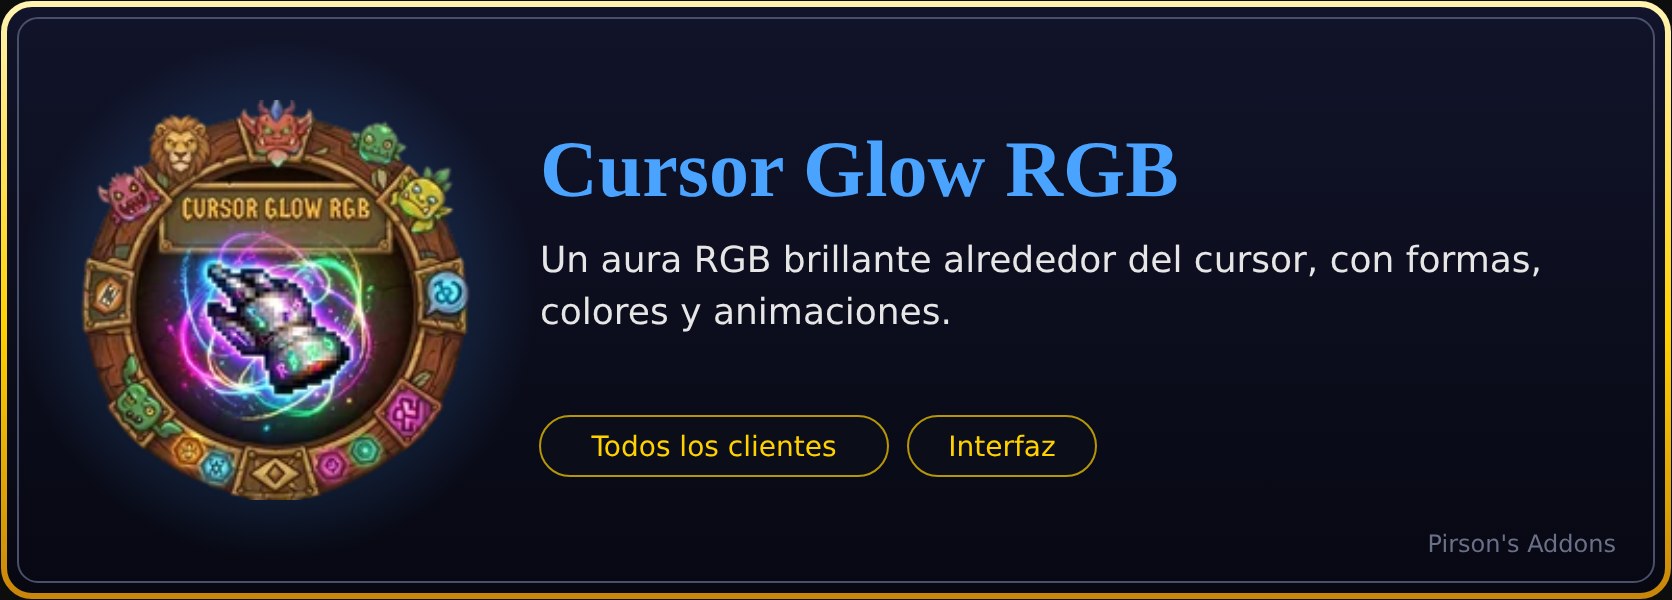 CURSOR GLOW RGB
Cursor Glow RGB
Un aura RGB brillante alrededor del cursor, con formas,
colores y animaciones.
Todos los clientes
Interfaz
Pirson's Addons